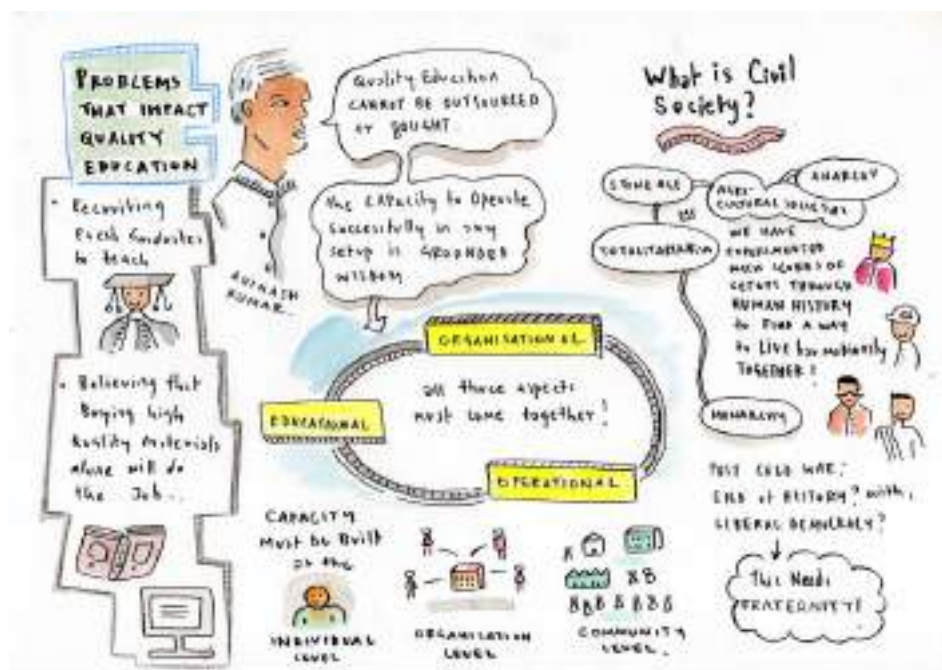 PROBLEMS
THAT IMPACT
QUALITY
EDUCATION
• Recruiting
Fresh Graduates
to teach
• Believing that
Buying high
Quality Materials
alone will do
the Job..
AVINASH
KUMAR
Quality Education
CANNOT BE OUTSOURCED
or BOUGHT.
the CAPACITY to Operate
successfully in any
setup is GROUNDED
WISDOM
ORGANISATIONAL
EDUCATIONAL
OPERATIONAL
all three aspects
must come together!
CAPACITY
Must be Built
at the
INDIVIDUAL
LEVEL
ORGANISATION
LEVEL
COMMUNITY
LEVEL.
What is Civil
Society?
STONE AGE
AGRI-
CULTURAL SOCIETY
ANARCHY
TOTALITARIANISM
MONARCHY
WE HAVE
EXPERIMENTED
WITH SCORES OF
SETUPS THROUGH
HUMAN HISTORY
to FIND A WAY
to LIVE harmoniously
TOGETHER!
POST COLD WAR:
END of HISTORY? with,
LIBERAL DEMOCRACY?
This Needs
FRATERNITY!